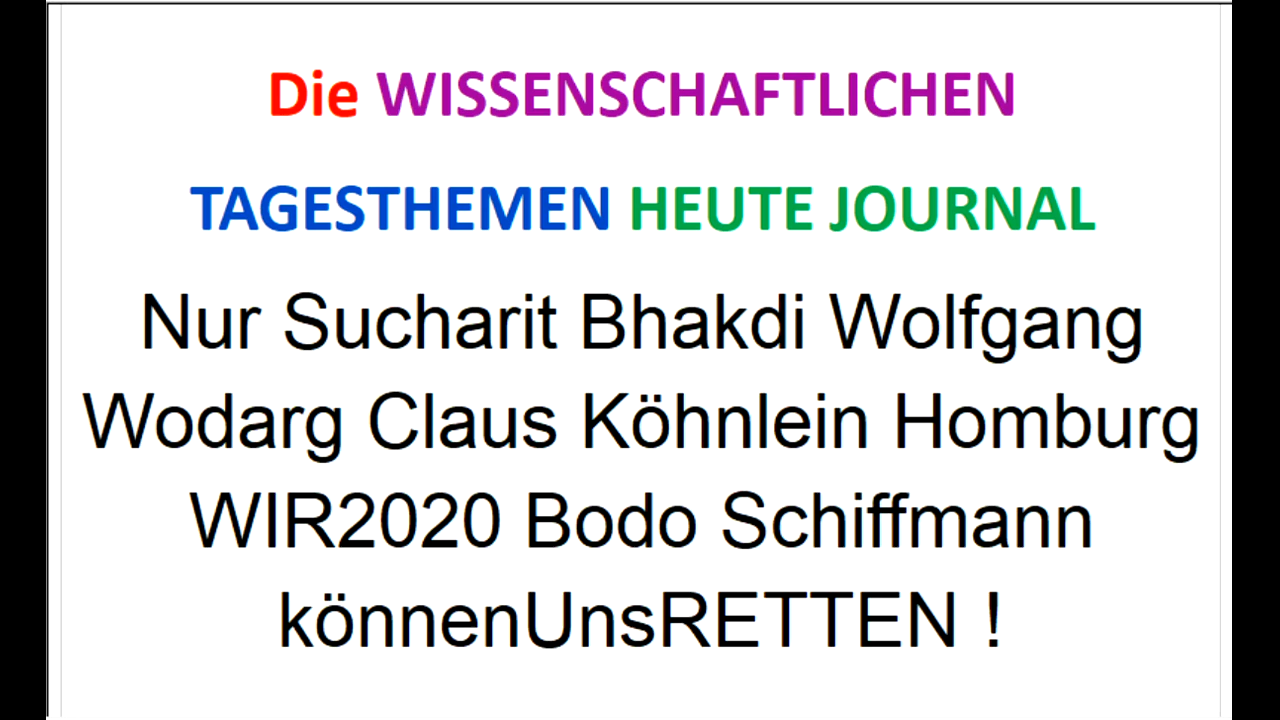 Die WISSENSCHAFTLICHEN
TAGESTHEMEN HEUTE JOURNAL
Nur Sucharit Bhakdi Wolfgang
Wodarg Claus Köhnlein Homburg
WIR2020 Bodo Schiffmann
könnenUnsRETTEN !